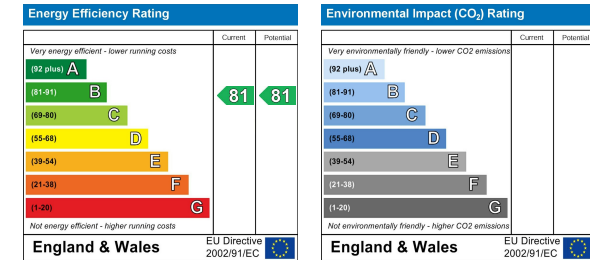 Energy Efficiency Rating
Current Potential
Very energy efficient - lower running costs
(92 plus) A
(81-91) B 81 81
(69-80) C
(55-68) D
(39-54) E
(21-38) F
(1-20) G
Not energy efficient - higher running costs
England & Wales
EU Directive
2002/91/EC
Environmental Impact (CO₂) Rating
Current Potential
Very environmentally friendly - lower CO2 emissions
(92 plus) A
(81-91) B
(69-80) C
(55-68) D
(39-54) E
(21-38) F
(1-20) G
Not environmentally friendly - higher CO2 emissions
England & Wales
EU Directive
2002/91/EC